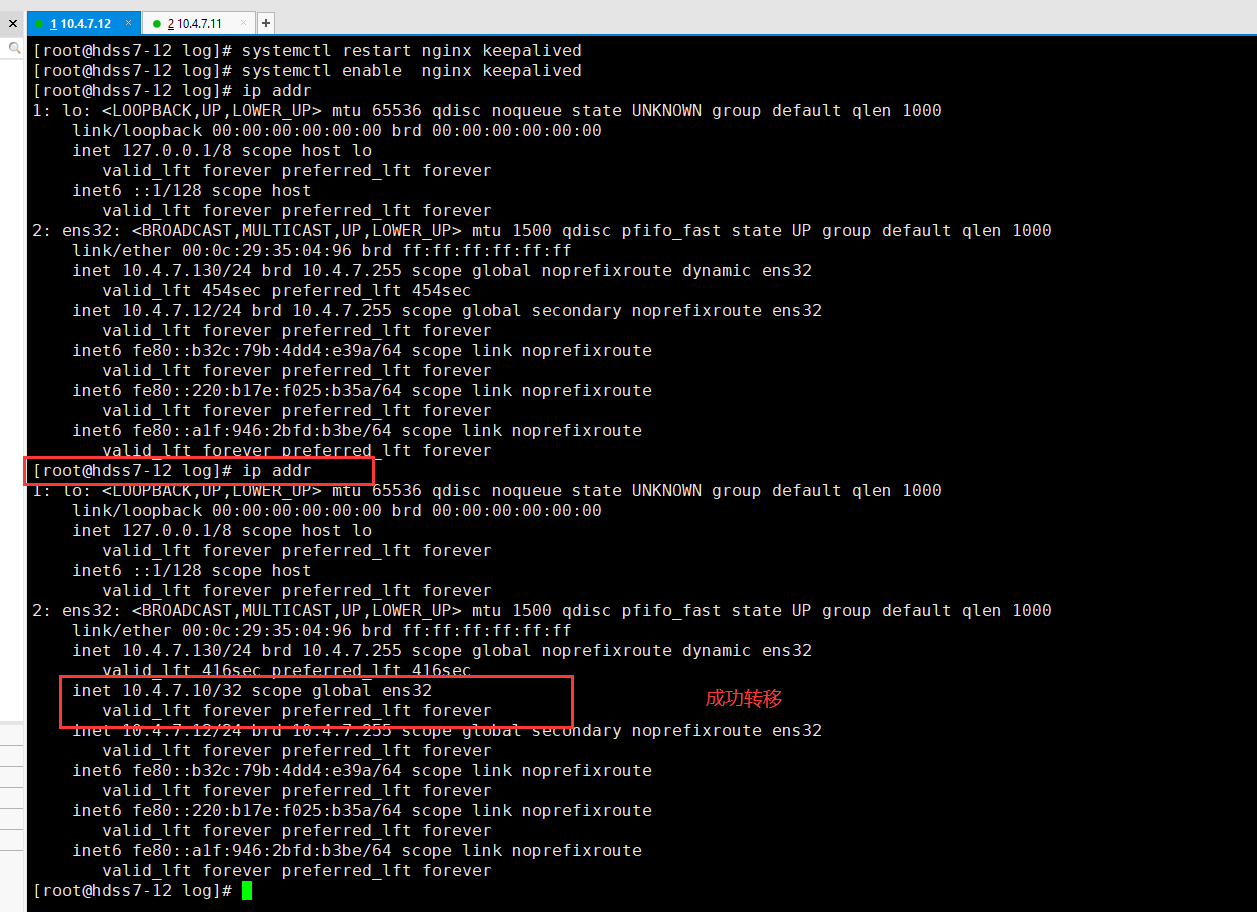 1 10.4.7.12 ×
2 10.4.7.11 ×
+
[root@hdss7-12 log]# systemctl restart nginx keepalived
[root@hdss7-12 log]# systemctl enable  nginx keepalived
[root@hdss7-12 log]# ip addr
1: lo: <LOOPBACK,UP,LOWER_UP> mtu 65536 qdisc noqueue state UNKNOWN group default qlen 1000
    link/loopback 00:00:00:00:00:00 brd 00:00:00:00:00:00
    inet 127.0.0.1/8 scope host lo
       valid_lft forever preferred_lft forever
    inet6 ::1/128 scope host
       valid_lft forever preferred_lft forever
2: ens32: <BROADCAST,MULTICAST,UP,LOWER_UP> mtu 1500 qdisc pfifo_fast state UP group default qlen 1000
    link/ether 00:0c:29:35:04:96 brd ff:ff:ff:ff:ff:ff
    inet 10.4.7.130/24 brd 10.4.7.255 scope global noprefixroute dynamic ens32
       valid_lft 454sec preferred_lft 454sec
    inet 10.4.7.12/24 brd 10.4.7.255 scope global secondary noprefixroute ens32
       valid_lft forever preferred_lft forever
    inet6 fe80::b32c:79b:4dd4:e39a/64 scope link noprefixroute
       valid_lft forever preferred_lft forever
    inet6 fe80::220:b17e:f025:b35a/64 scope link noprefixroute
       valid_lft forever preferred_lft forever
    inet6 fe80::a1f:946:2bfd:b3be/64 scope link noprefixroute
       valid_lft forever preferred_lft forever
[root@hdss7-12 log]# ip addr
1: lo: <LOOPBACK,UP,LOWER_UP> mtu 65536 qdisc noqueue state UNKNOWN group default qlen 1000
    link/loopback 00:00:00:00:00:00 brd 00:00:00:00:00:00
    inet 127.0.0.1/8 scope host lo
       valid_lft forever preferred_lft forever
    inet6 ::1/128 scope host
       valid_lft forever preferred_lft forever
2: ens32: <BROADCAST,MULTICAST,UP,LOWER_UP> mtu 1500 qdisc pfifo_fast state UP group default qlen 1000
    link/ether 00:0c:29:35:04:96 brd ff:ff:ff:ff:ff:ff
    inet 10.4.7.130/24 brd 10.4.7.255 scope global noprefixroute dynamic ens32
       valid_lft 416sec preferred_lft 416sec
    inet 10.4.7.10/32 scope global ens32
成功转移
       valid_lft forever preferred_lft forever
    inet 10.4.7.12/24 brd 10.4.7.255 scope global secondary noprefixroute ens32
       valid_lft forever preferred_lft forever
    inet6 fe80::b32c:79b:4dd4:e39a/64 scope link noprefixroute
       valid_lft forever preferred_lft forever
    inet6 fe80::220:b17e:f025:b35a/64 scope link noprefixroute
       valid_lft forever preferred_lft forever
    inet6 fe80::a1f:946:2bfd:b3be/64 scope link noprefixroute
       valid_lft forever preferred_lft forever
[root@hdss7-12 log]#